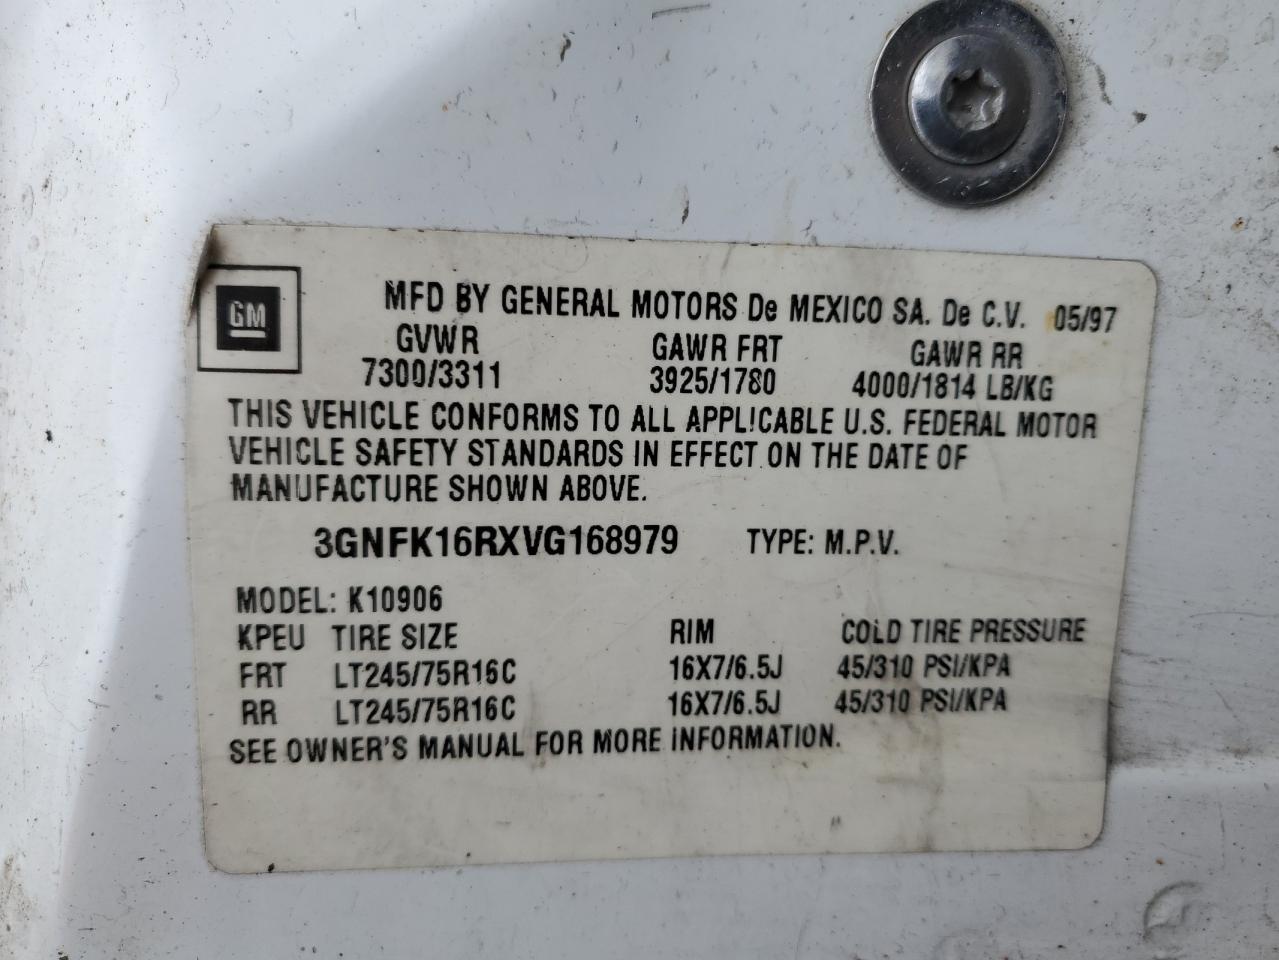 GM
MFD BY GENERAL MOTORS De MEXICO SA. De C.V. 05/97
GVWR GAWR FRT GAWR RR
7300/3311 3925/1780 4000/1814 LB/KG
THIS VEHICLE CONFORMS TO ALL APPLICABLE U.S. FEDERAL MOTOR
VEHICLE SAFETY STANDARDS IN EFFECT ON THE DATE OF
MANUFACTURE SHOWN ABOVE.
3GNFK16RXVG168979 TYPE: M.P.V.
MODEL: K10906
KPEU TIRE SIZE RIM COLD TIRE PRESSURE
FRT LT245/75R16C 16X7/6.5J 45/310 PSI/KPA
RR LT245/75R16C 16X7/6.5J 45/310 PSI/KPA
SEE OWNER'S MANUAL FOR MORE INFORMATION.